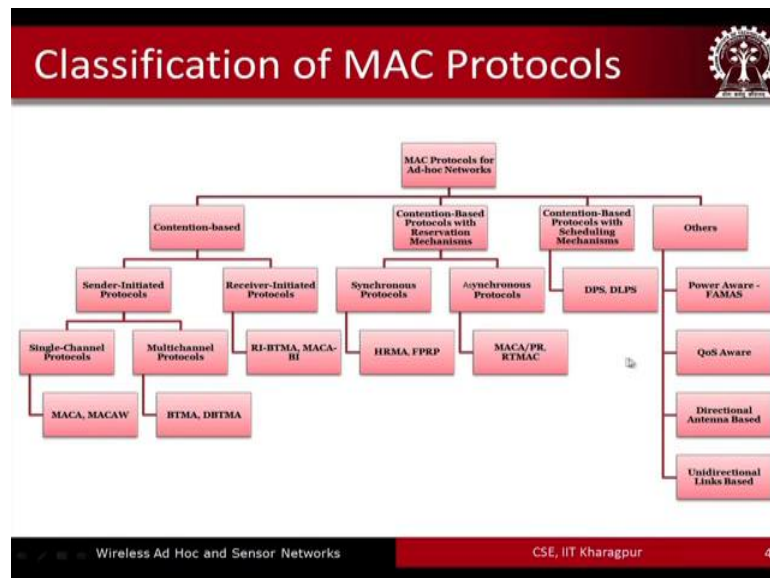 Classification of MAC Protocols
MAC Protocols for
Ad-hoc Networks
Contention-based
Contention-Based
Protocols with
Reservation
Mechanisms
Contention-Based
Protocols with
Scheduling
Mechanisms
Others
Sender-Initiated
Protocols
Receiver-Initiated
Protocols
Synchronous
Protocols
Asynchronous
Protocols
DPS, DLPS
Power Aware -
FAMAS
Single-Channel
Protocols
Multichannel
Protocols
RI-BTMA, MACA-
BI
HRMA, FPRP
MACA/PR,
RTMAC
QoS Aware
MACA, MACAW
BTMA, DBTMA
Directional
Antenna Based
Unidirectional
Links Based
Wireless Ad Hoc and Sensor Networks
CSE, IIT Kharagpur
4